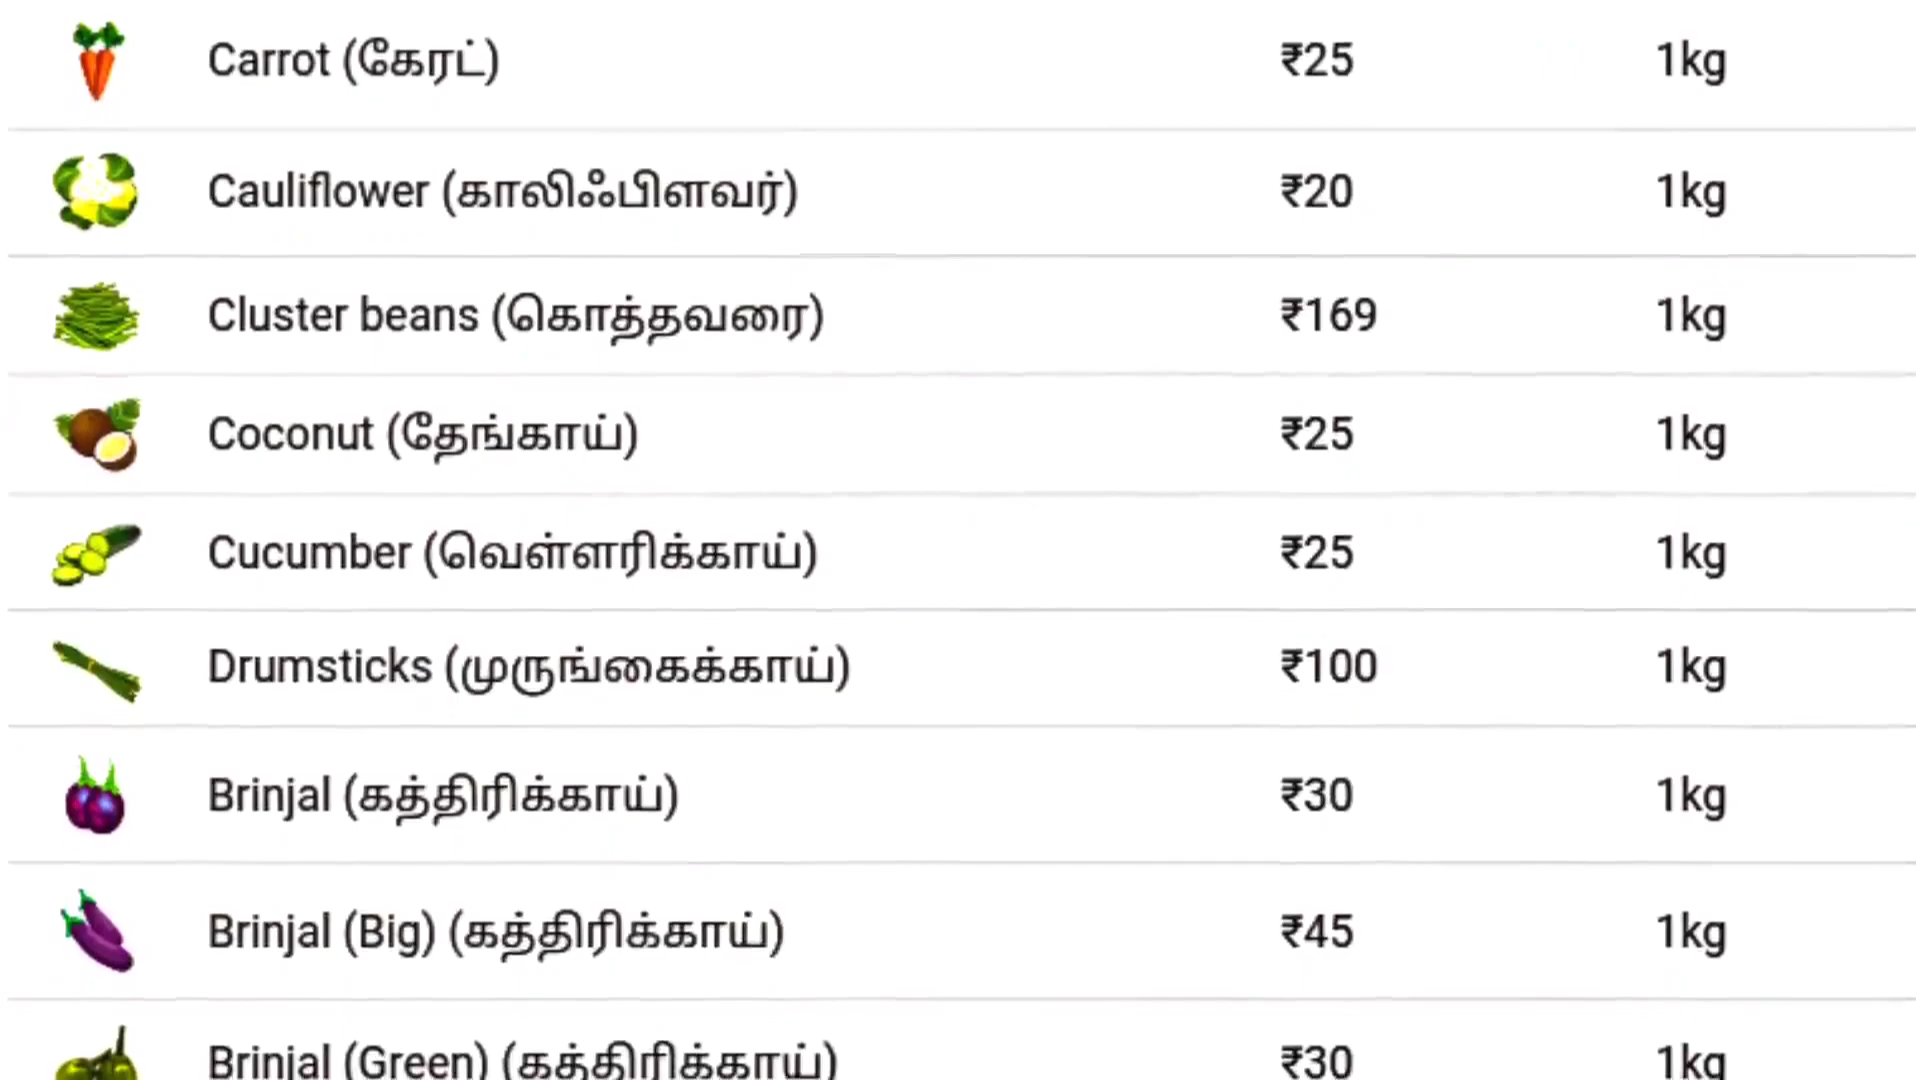 Carrot (கேரட்) ₹25 1kg
Cauliflower (காலிஃபிளவர்) ₹20 1kg
Cluster beans (கொத்தவரை) ₹169 1kg
Coconut (தேங்காய்) ₹25 1kg
Cucumber (வெள்ளரிக்காய்) ₹25 1kg
Drumsticks (முருங்கைக்காய்) ₹100 1kg
Brinjal (கத்திரிக்காய்) ₹30 1kg
Brinjal (Big) (கத்திரிக்காய்) ₹45 1kg
Brinjal (Green) (கத்திரிக்காய்) ₹30 1kg